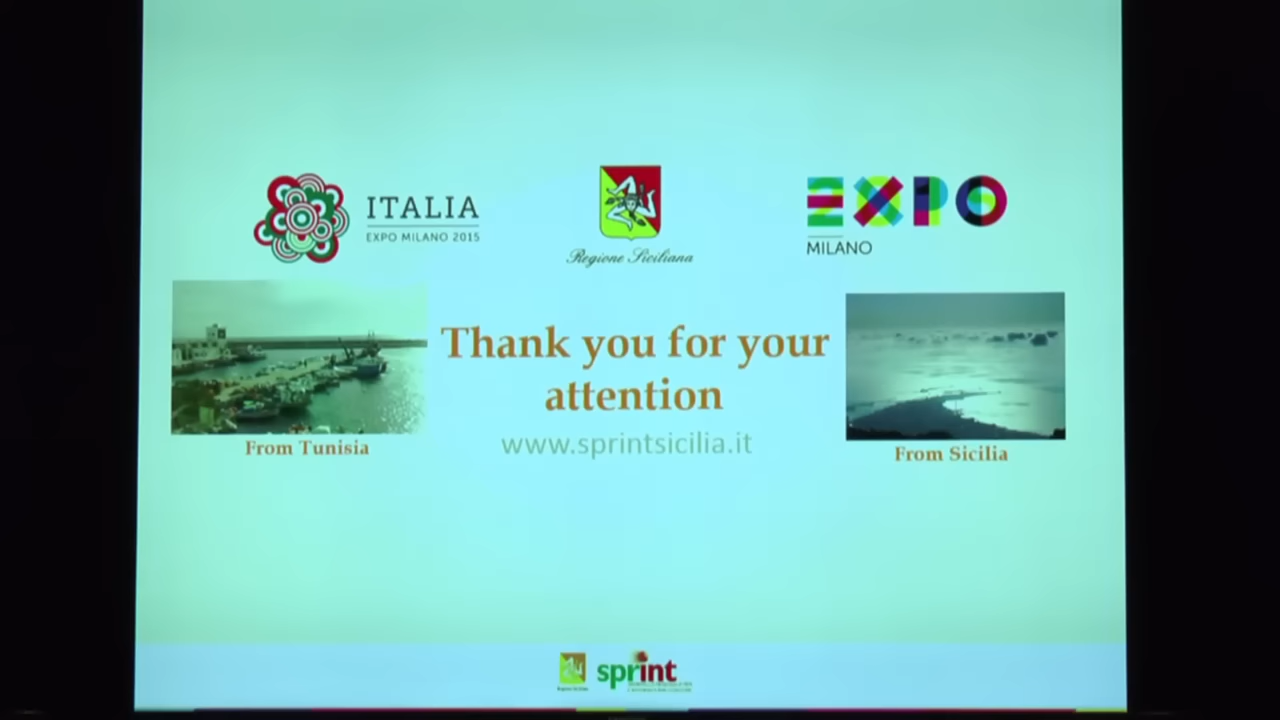 ITALIA
EXPO MILANO 2015
Regione Siciliana
EXPO
MILANO
Thank you for your
attention
www.sprintsicilia.it
From Tunisia
From Sicilia
sprint